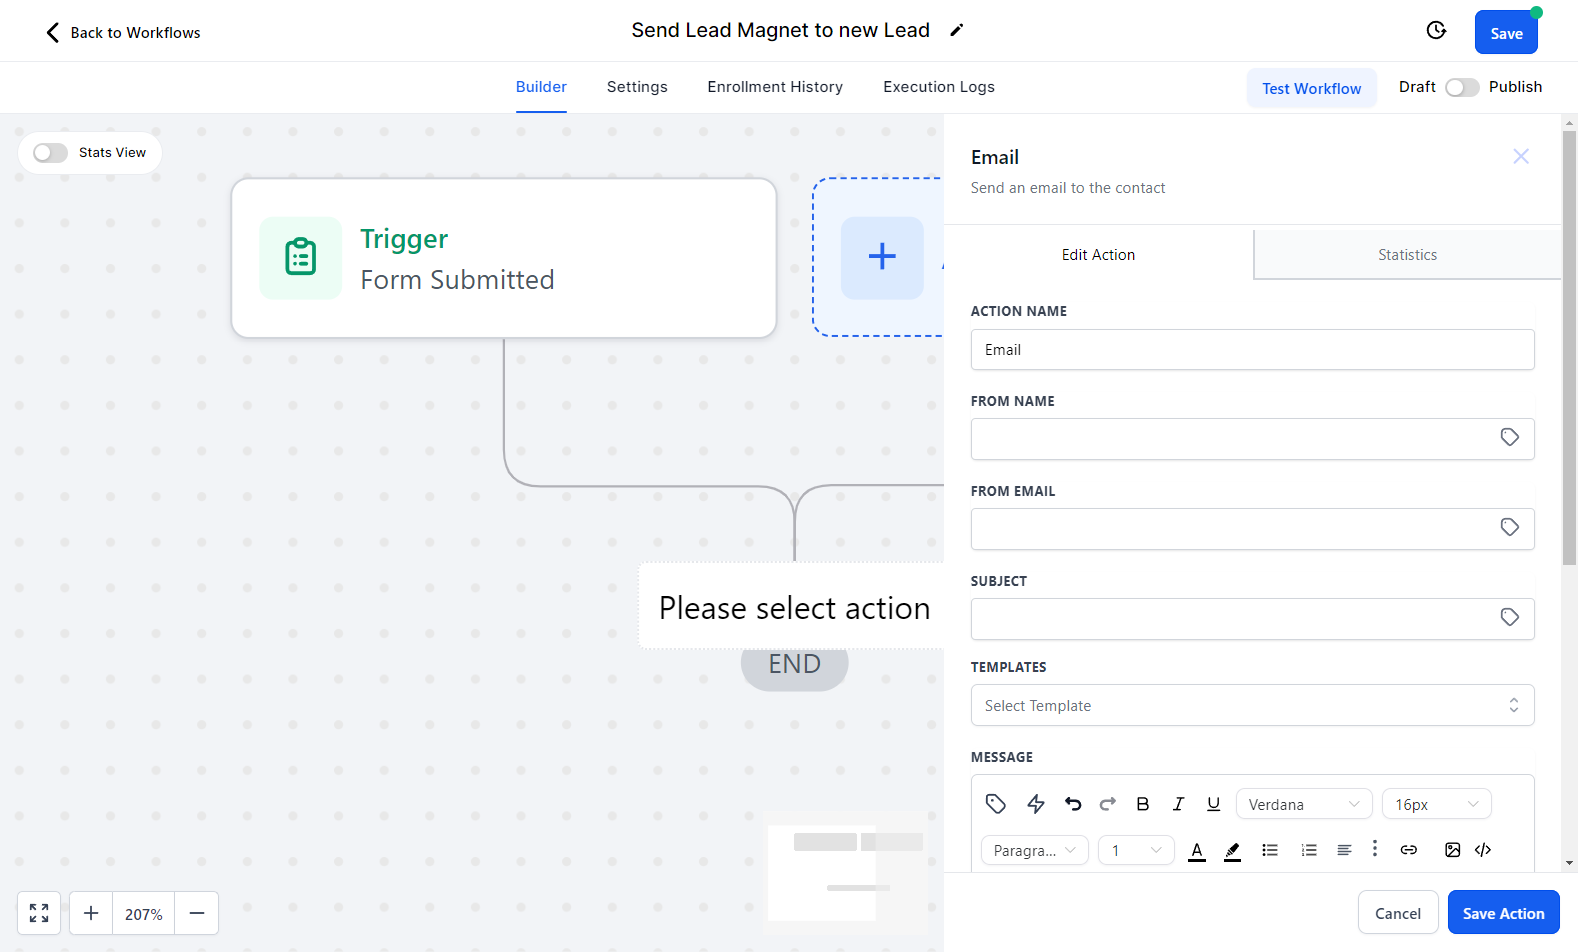 Back to Workflows
Send Lead Magnet to new Lead
Save
Builder
Settings
Enrollment History
Execution Logs
Test Workflow
Draft
Publish
Stats View
Trigger
Form Submitted
Please select action
END
207%
Email
Send an email to the contact
Edit Action
Statistics
ACTION NAME
Email
FROM NAME
FROM EMAIL
SUBJECT
TEMPLATES
Select Template
MESSAGE
B I U
Verdana
16px
Paragra...
1
A
Cancel
Save Action